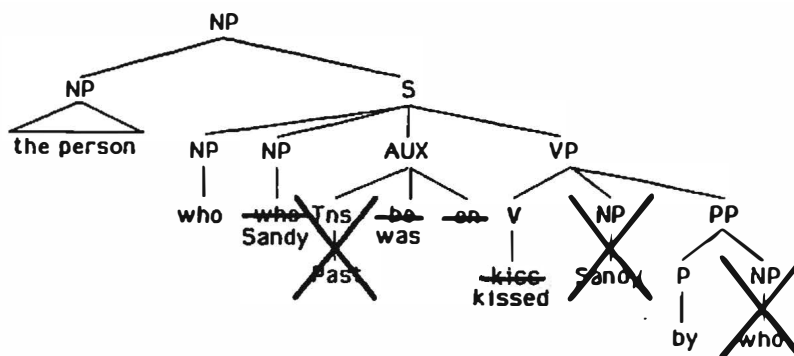 NP
NP S
the person NP NP AUX VP
who who Tns be en V NP PP
Sandy was
Past kiss Sandy P NP
kissed
by who